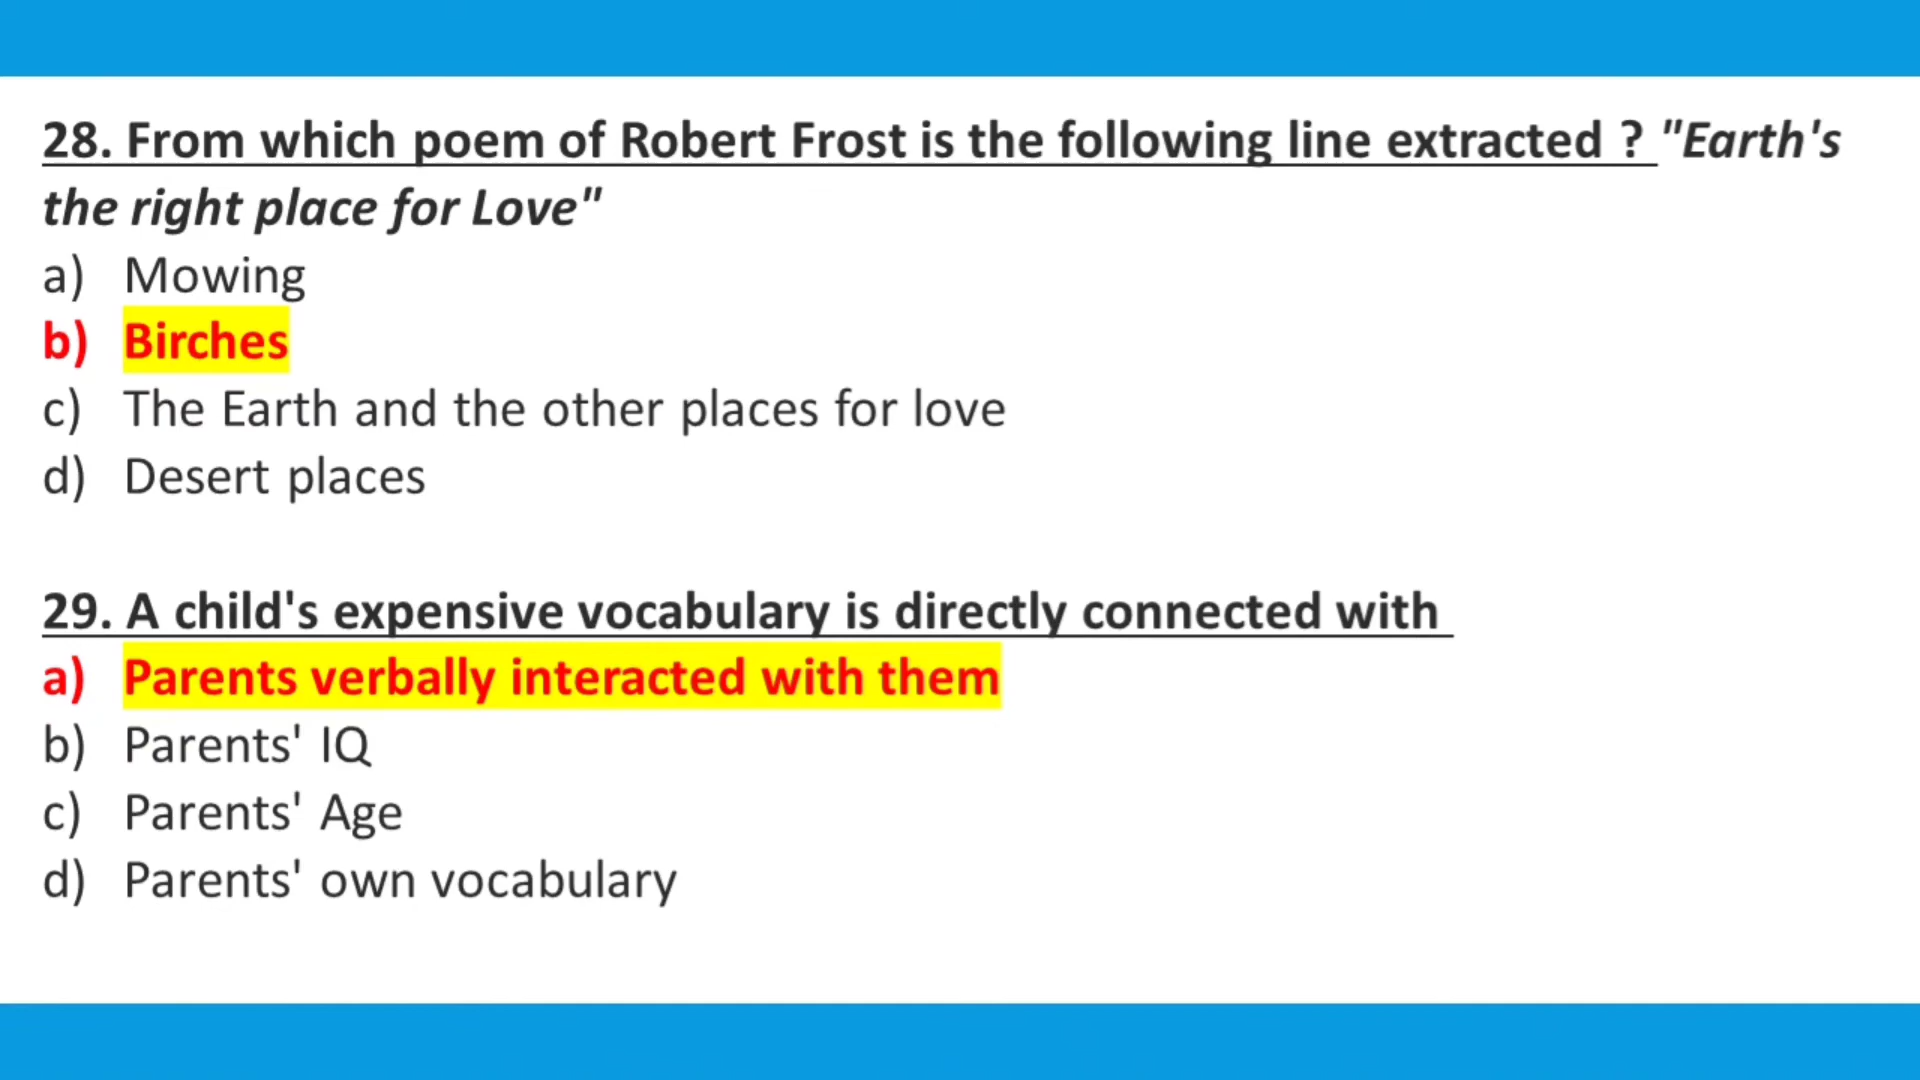 28. From which poem of Robert Frost is the following line extracted ? "Earth's
the right place for Love"
a) Mowing
b) Birches
c) The Earth and the other places for love
d) Desert places
29. A child's expensive vocabulary is directly connected with
a) Parents verbally interacted with them
b) Parents' IQ
c) Parents' Age
d) Parents' own vocabulary